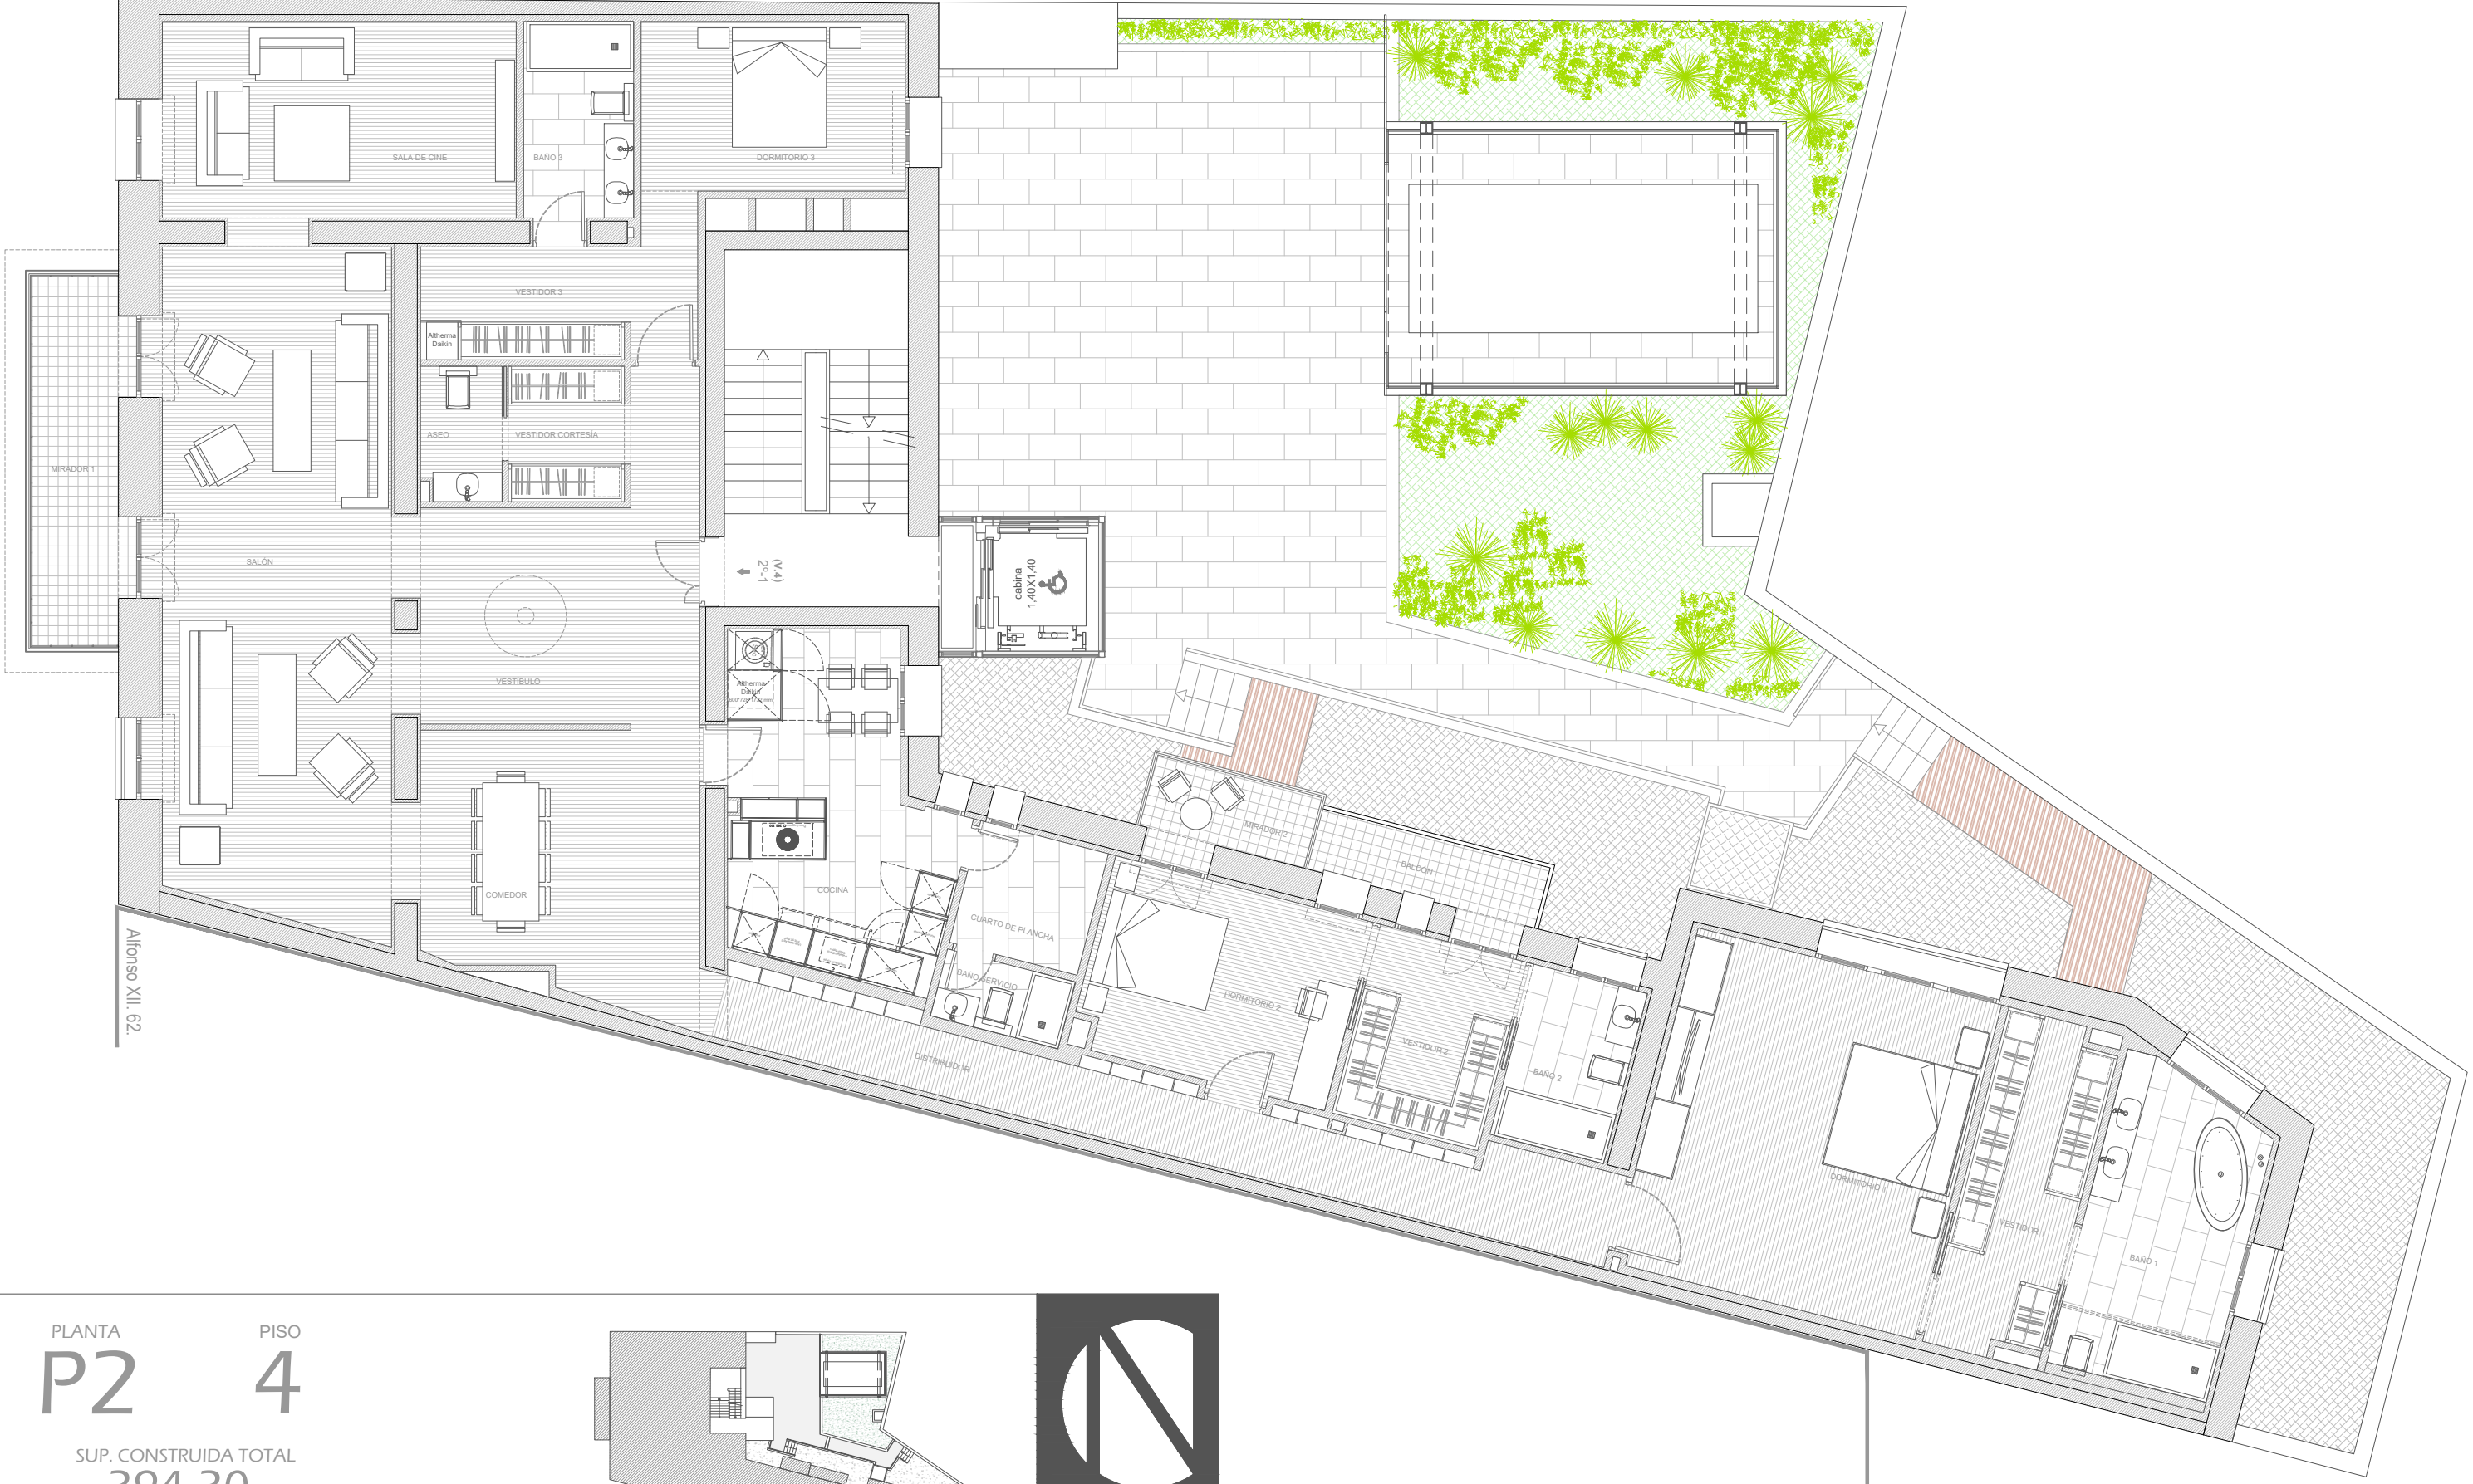 SALA DE CINE
BAÑO 3
DORMITORIO 3
VESTIDOR 3
Altherma
Daikin
ASEO
VESTIDOR CORTESÍA
MIRADOR 1
SALÓN
(V.4)
2º-1
cabina
1,40X1,40
VESTÍBULO
Altherma
Daikin
MIRADOR 2
BALCÓN
COMEDOR
COCINA
CUARTO DE PLANCHA
BAÑO SERVICIO
DORMITORIO 2
VESTIDOR 2
BAÑO 2
DISTRIBUIDOR
DORMITORIO 1
VESTIDOR 1
BAÑO 1
Alfonso XII. 62.
PLANTA
PISO
P2
4
SUP. CONSTRUIDA TOTAL
394,30